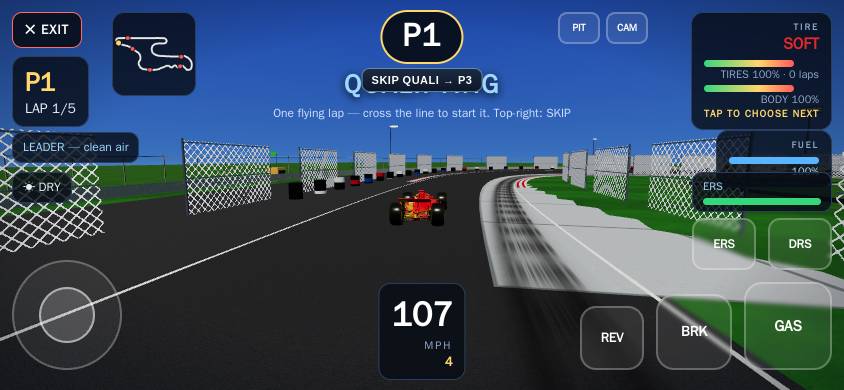 ✕ EXIT
P1
LAP 1/5
LEADER — clean air
☀ DRY
P1
SKIP QUALI → P3
One flying lap — cross the line to start it. Top-right: SKIP
PIT
CAM
TIRE
SOFT
TIRES 100% · 0 laps
BODY 100%
TAP TO CHOOSE NEXT
FUEL
100%
ERS
ERS
DRS
REV
BRK
GAS
107
MPH
4